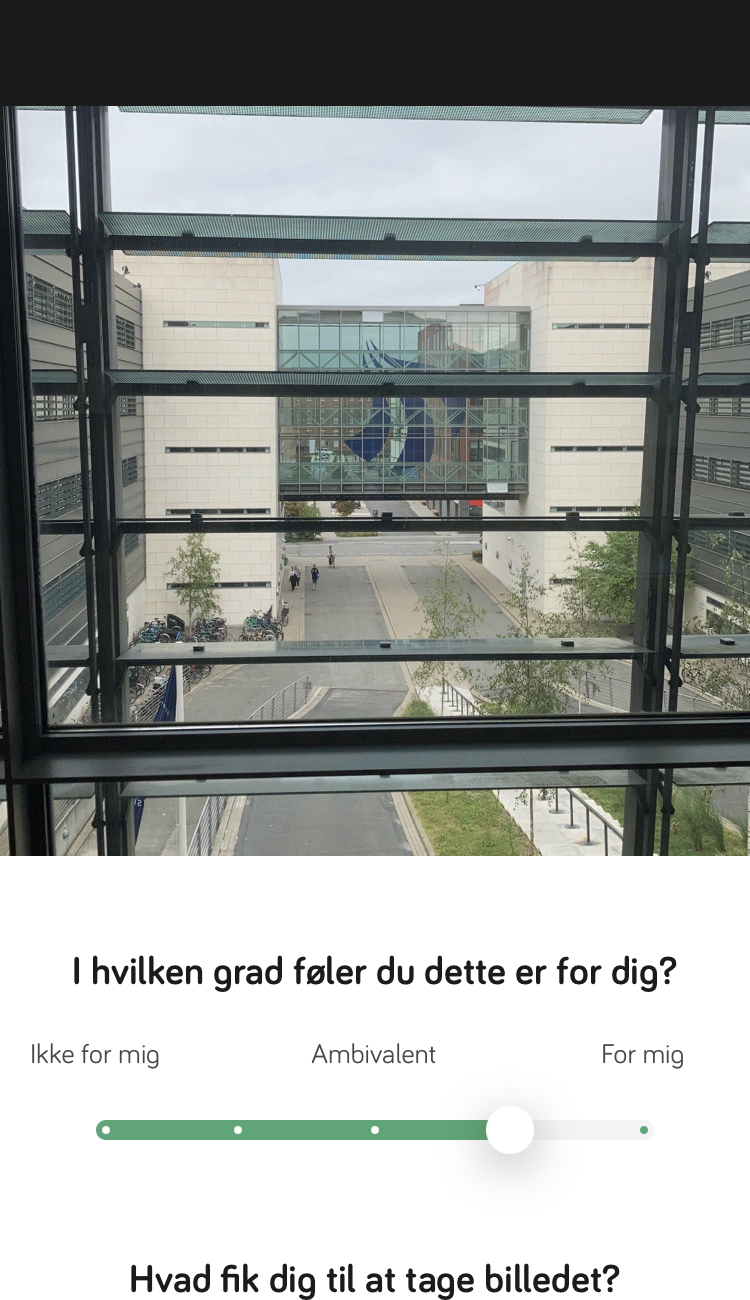 I hvilken grad føler du dette er for dig?
Ikke for mig
Ambivalent
For mig
Hvad fik dig til at tage billedet?